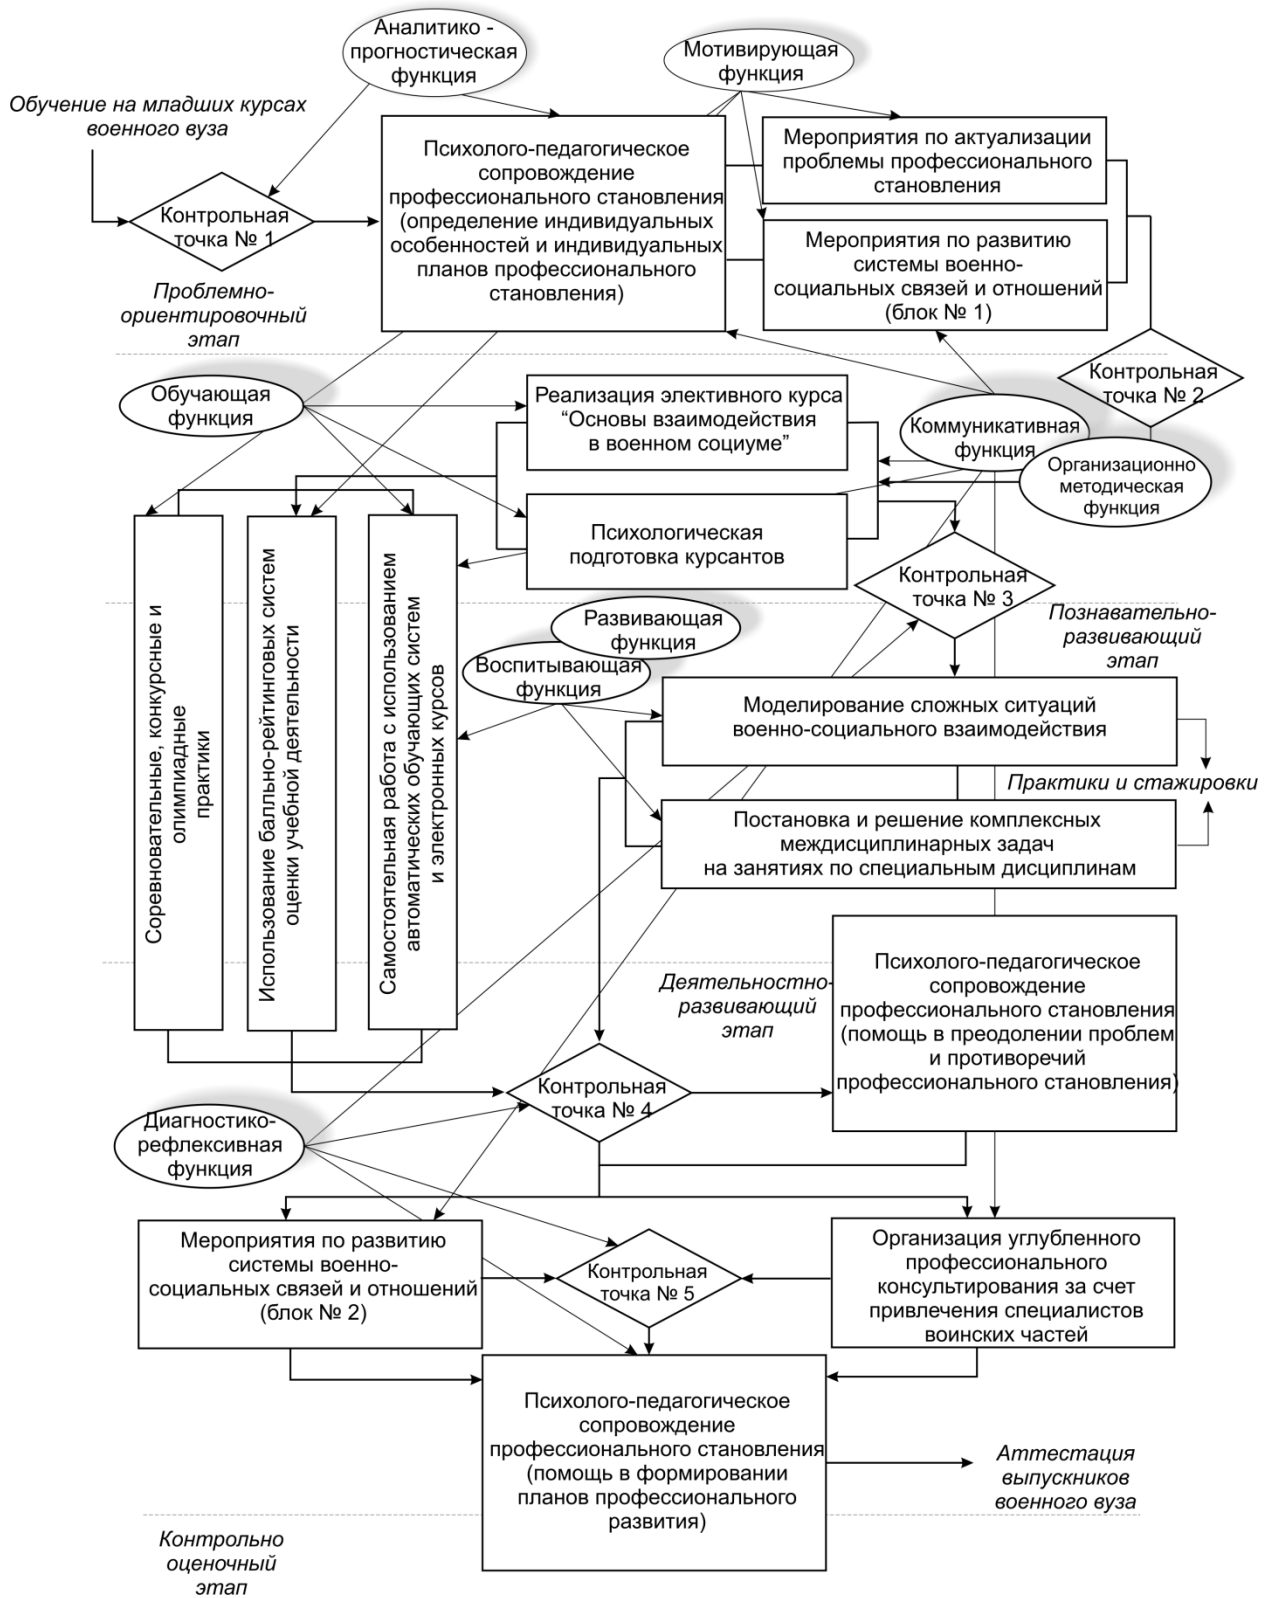 Аналитико -
прогностическая
функция
Мотивирующая
функция
Обучение на младших курсах
военного вуза
Контрольная
точка № 1
Психолого-педагогическое
сопровождение
профессионального становления
(определение индивидуальных
особенностей и индивидуальных
планов профессионального
становления)
Мероприятия по актуализации
проблемы профессионального
становления
Мероприятия по развитию
системы военно-
социальных связей и отношений
(блок № 1)
Проблемно-
ориентировочный
этап
Контрольная
точка № 2
Обучающая
функция
Реализация элективного курса
“Основы взаимодействия
в военном социуме”
Коммуникативная
функция
Организационно
методическая
функция
Психологическая
подготовка курсантов
Контрольная
точка № 3
Соревновательные, конкурсные и
олимпиадные
практики
Использование балльно-рейтинговых систем
оценки учебной деятельности
Самостоятельная работа с использованием
автоматических обучающих систем
и электронных курсов
Развивающая
функция
Воспитывающая
функция
Познавательно-
развивающий
этап
Моделирование сложных ситуаций
военно-социального взаимодействия
Практики и стажировки
Постановка и решение комплексных
междисциплинарных задач
на занятиях по специальным дисциплинам
Деятельностно-
развивающий
этап
Психолого-педагогическое
сопровождение
профессионального становления
(помощь в преодолении проблем
и противоречий
профессионального становления)
Контрольная
точка № 4
Диагностико-
рефлексивная
функция
Мероприятия по развитию
системы военно-
социальных связей и отношений
(блок № 2)
Контрольная
точка № 5
Организация углубленного
профессионального
консультирования за счет
привлечения специалистов
воинских частей
Психолого-педагогическое
сопровождение
профессионального становления
(помощь в формировании
планов профессионального
развития)
Аттестация
выпускников
военного вуза
Контрольно
оценочный
этап